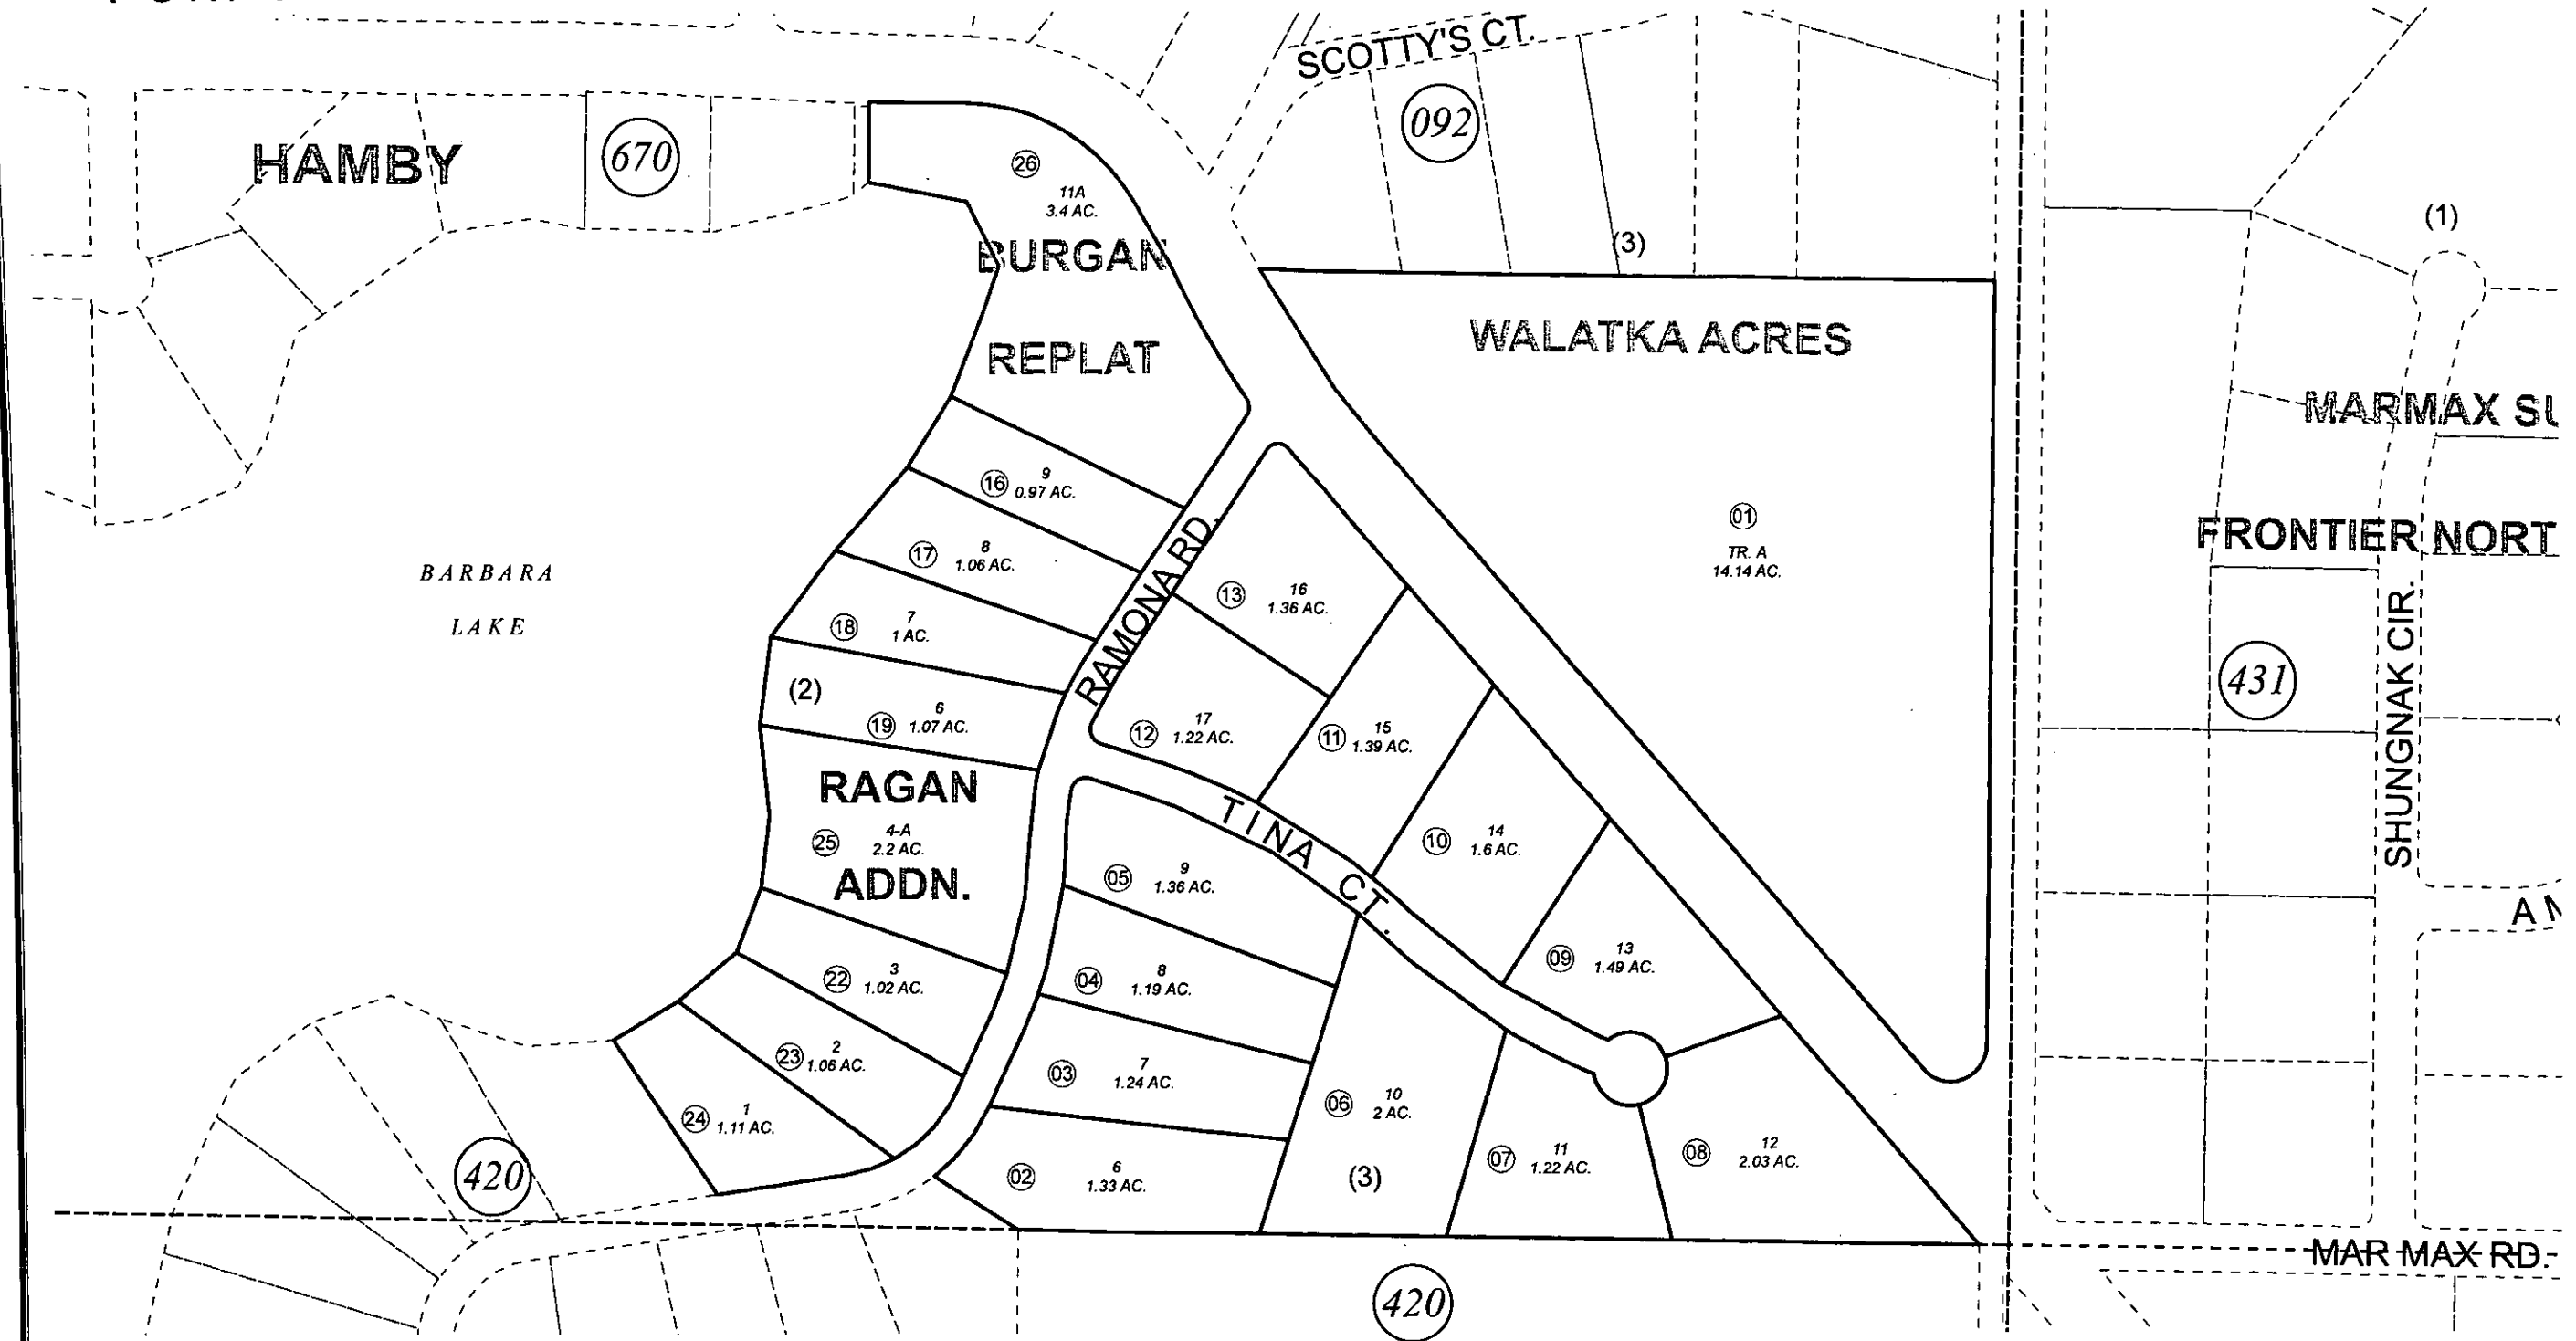 SCOTTY'S CT.
092
HAMBY
670
26
11A
3.4 AC.
(1)
(3)
BURGAN
REPLAT
WALATKA ACRES
MARMAX
16
9
0.97 AC.
01
TR. A
14.14 AC.
FRONTIER
17
8
1.06 AC.
RAMONA RD.
BARBARA
LAKE
13
16
1.36 AC.
18
7
1 AC.
SHUNGNAK CIR.
431
(2)
19
6
1.07 AC.
12
17
1.22 AC.
11
15
1.39 AC.
RAGAN
ADDN.
25
4-A
2.2 AC.
TINA CT.
10
14
1.6 AC.
05
9
1.36 AC.
09
13
1.49 AC.
22
3
1.02 AC.
04
8
1.19 AC.
23
2
1.06 AC.
03
7
1.24 AC.
06
10
2 AC.
24
1
1.11 AC.
07
11
1.22 AC.
08
12
2.03 AC.
420
02
6
1.33 AC.
(3)
MAR MAX RD.
420